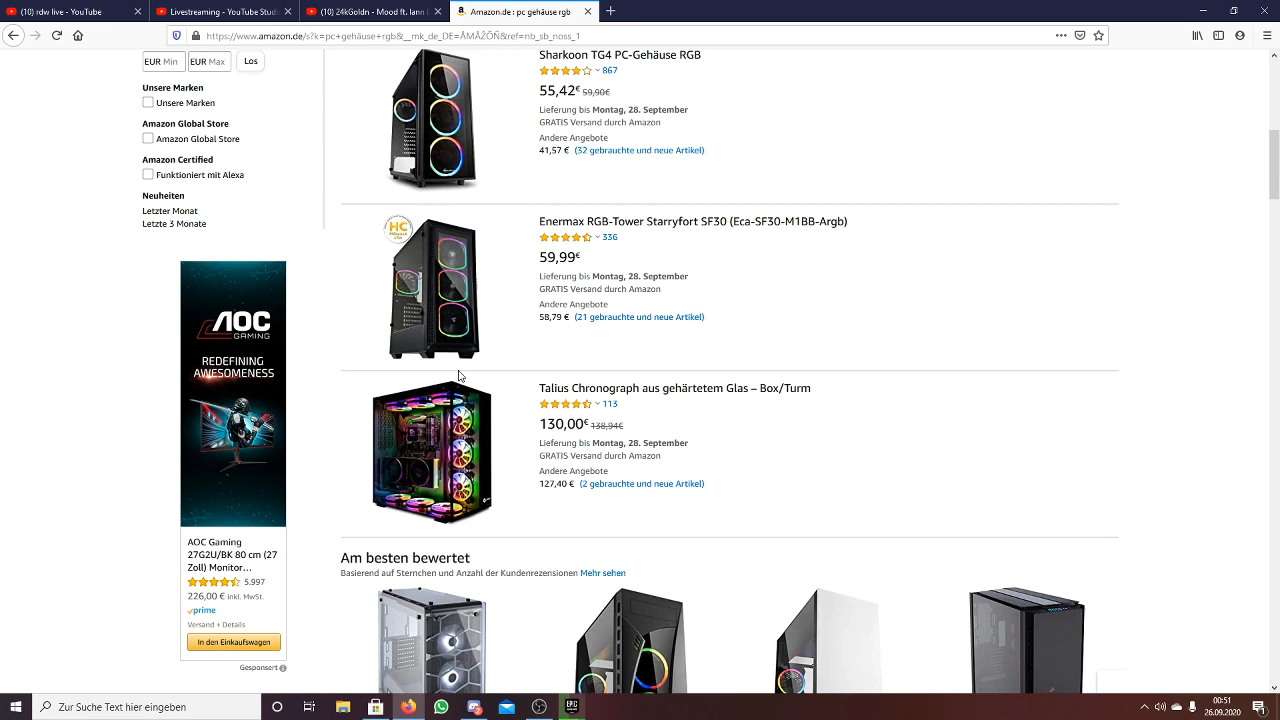 (10) rdw live - YouTube
Livestreaming - YouTube Stud
(10) 24kGoldn - Mood ft. Iann D
Amazon.de : pc gehäuse rgb
https://www.amazon.de/s?k=pc+gehäuse+rgb&__mk_de_DE=ÅMÅŽÕÑ&ref=nb_sb_noss_1
EUR Min
EUR Max
Los
Unsere Marken
Unsere Marken
Amazon Global Store
Amazon Global Store
Amazon Certified
Funktioniert mit Alexa
Neuheiten
Letzter Monat
Letzte 3 Monate
AOC
GAMING
REDEFINING
AWESOMENESS
AOC Gaming
27G2U/BK 80 cm (27
Zoll) Monitor...
5.997
226,00 € inkl. MwSt.
prime
Versand + Details
In den Einkaufswagen
Gesponsert
Sharkoon TG4 PC-Gehäuse RGB
867
55,42€ 59,90€
Lieferung bis Montag, 28. September
GRATIS Versand durch Amazon
Andere Angebote
41,57 € (32 gebrauchte und neue Artikel)
HC
Enermax RGB-Tower Starryfort SF30 (Eca-SF30-M1BB-Argb)
336
59,99€
Lieferung bis Montag, 28. September
GRATIS Versand durch Amazon
Andere Angebote
58,79 € (21 gebrauchte und neue Artikel)
Talius Chronograph aus gehärtetem Glas – Box/Turm
113
130,00€ 138,94€
Lieferung bis Montag, 28. September
GRATIS Versand durch Amazon
Andere Angebote
127,40 € (2 gebrauchte und neue Artikel)
Am besten bewertet
Basierend auf Sternchen und Anzahl der Kundenrezensionen Mehr sehen
Zur Suche Text hier eingeben
EPIC
00:51
26.09.2020
1